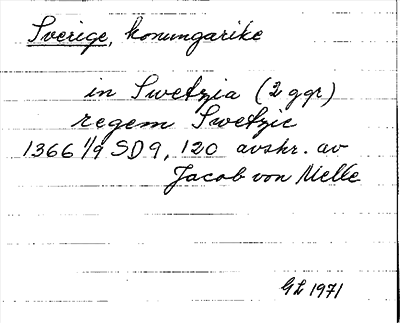 Sverige, konungarike
in Swetzia (2 ggr)
regem Swetzie
1366 1/9 SD 9, 120 avskr. av
Jacob von Melle
GL 1971